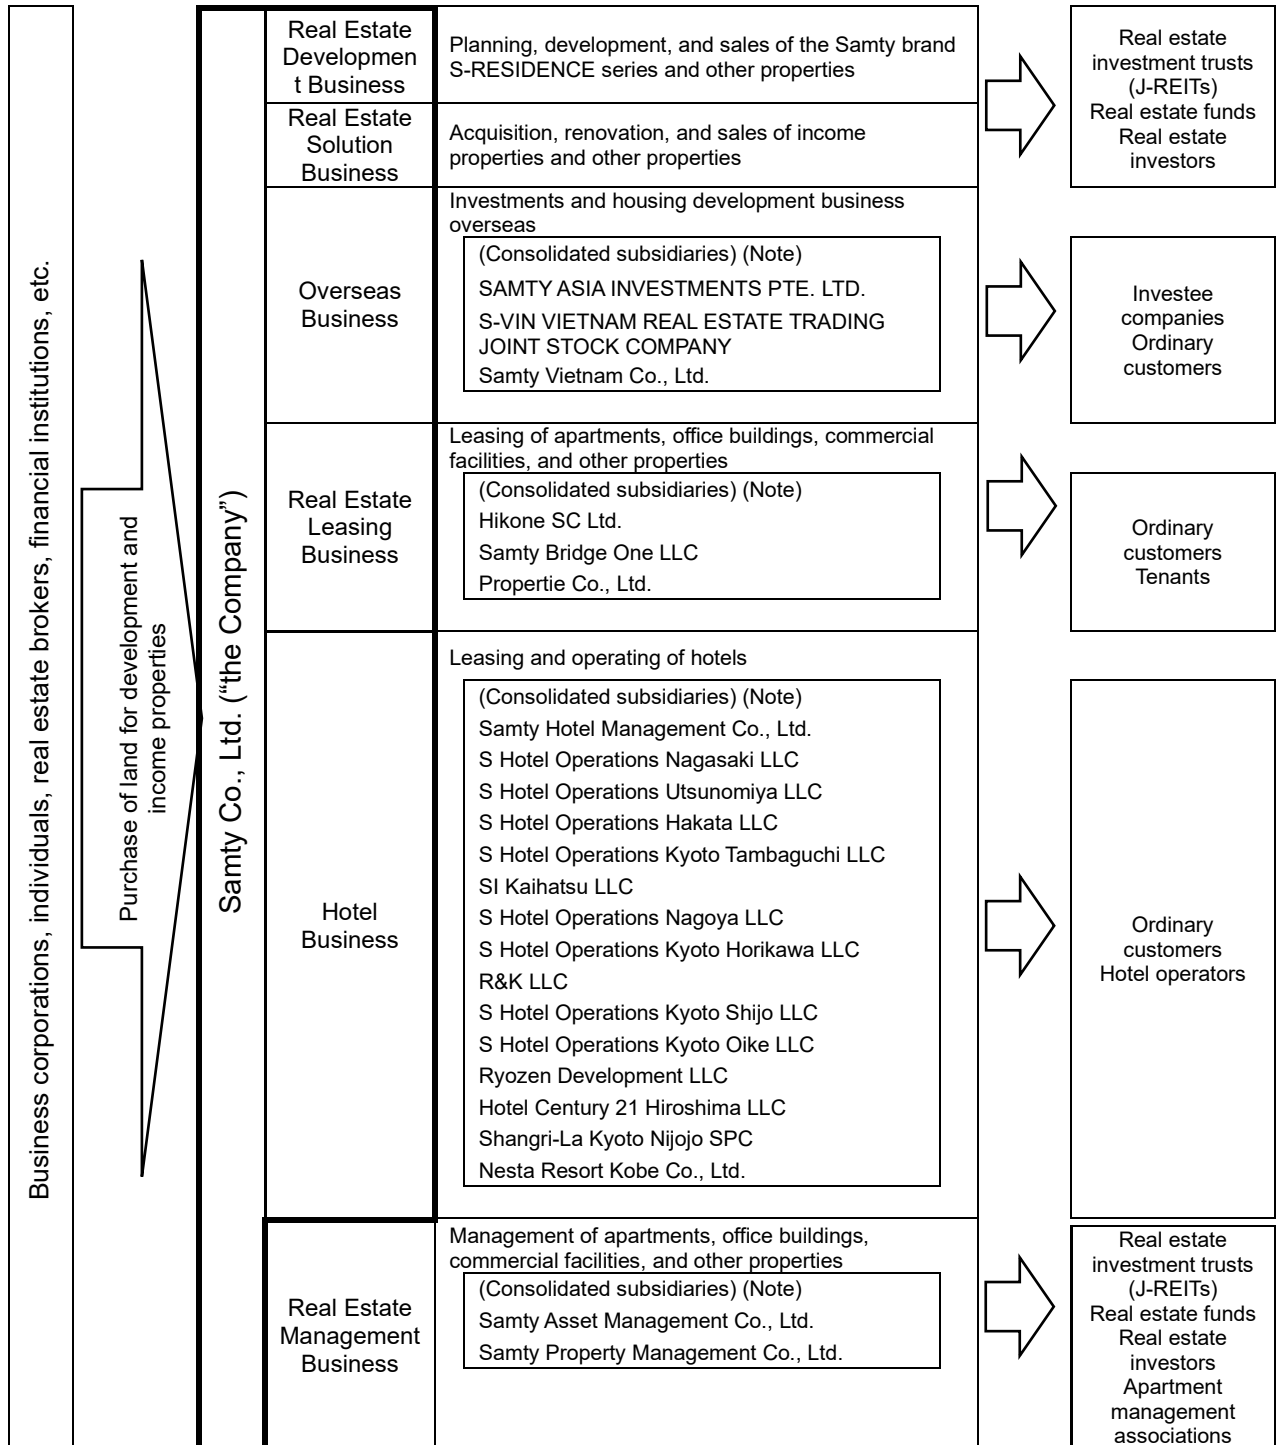 Business corporations, individuals, real estate brokers, financial institutions, etc.
Purchase of land for development and
income properties
Samty Co., Ltd. (“the Company”)
Real Estate
Developmen
t Business
Planning, development, and sales of the Samty brand
S-RESIDENCE series and other properties
Real Estate
Solution
Business
Acquisition, renovation, and sales of income
properties and other properties
Real estate
investment trusts
(J-REITs)
Real estate funds
Real estate
investors
Overseas
Business
Investments and housing development business
overseas
(Consolidated subsidiaries) (Note)
SAMTY ASIA INVESTMENTS PTE. LTD.
S-VIN VIETNAM REAL ESTATE TRADING
JOINT STOCK COMPANY
Samty Vietnam Co., Ltd.
Investee
companies
Ordinary
customers
Real Estate
Leasing
Business
Leasing of apartments, office buildings, commercial
facilities, and other properties
(Consolidated subsidiaries) (Note)
Hikone SC Ltd.
Samty Bridge One LLC
Propertie Co., Ltd.
Ordinary
customers
Tenants
Hotel
Business
Leasing and operating of hotels
(Consolidated subsidiaries) (Note)
Samty Hotel Management Co., Ltd.
S Hotel Operations Nagasaki LLC
S Hotel Operations Utsunomiya LLC
S Hotel Operations Hakata LLC
S Hotel Operations Kyoto Tambaguchi LLC
SI Kaihatsu LLC
S Hotel Operations Nagoya LLC
S Hotel Operations Kyoto Horikawa LLC
R&K LLC
S Hotel Operations Kyoto Shijo LLC
S Hotel Operations Kyoto Oike LLC
Ryozen Development LLC
Hotel Century 21 Hiroshima LLC
Shangri-La Kyoto Nijojo SPC
Nesta Resort Kobe Co., Ltd.
Ordinary
customers
Hotel operators
Real Estate
Management
Business
Management of apartments, office buildings,
commercial facilities, and other properties
(Consolidated subsidiaries) (Note)
Samty Asset Management Co., Ltd.
Samty Property Management Co., Ltd.
Real estate
investment trusts
(J-REITs)
Real estate funds
Real estate
investors
Apartment
management
associations